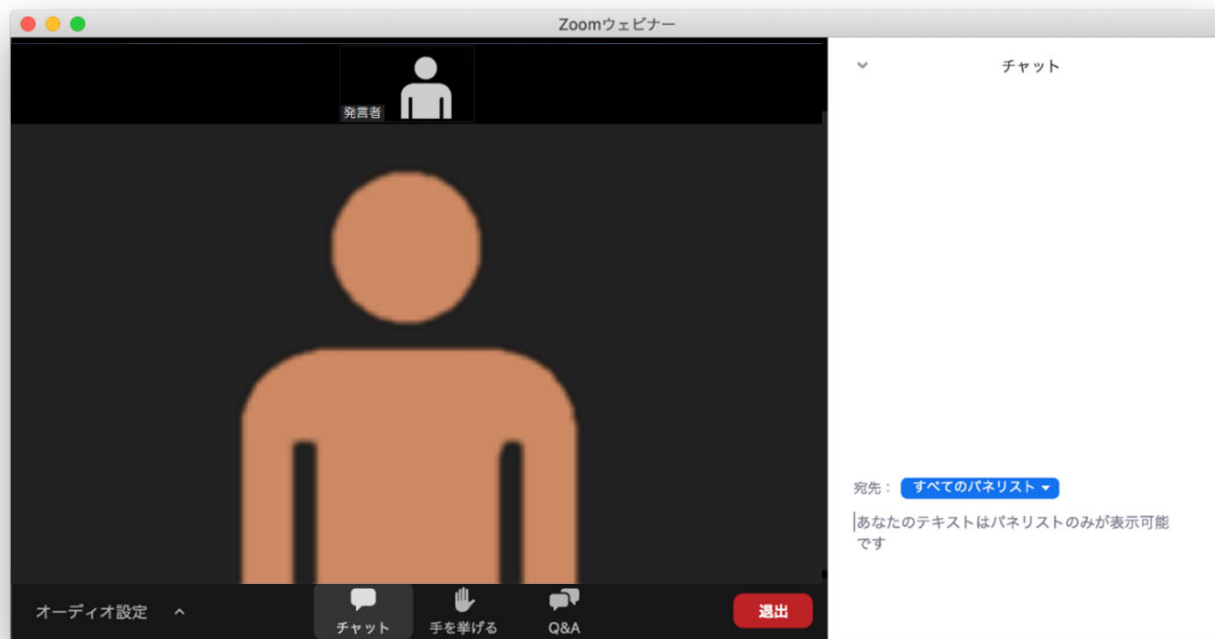 Zoomウェビナー
発言者
チャット
宛先：
すべてのパネリスト
あなたのテキストはパネリストのみが表示可能
です
オーディオ設定
チャット
手を挙げる
Q&A
退出